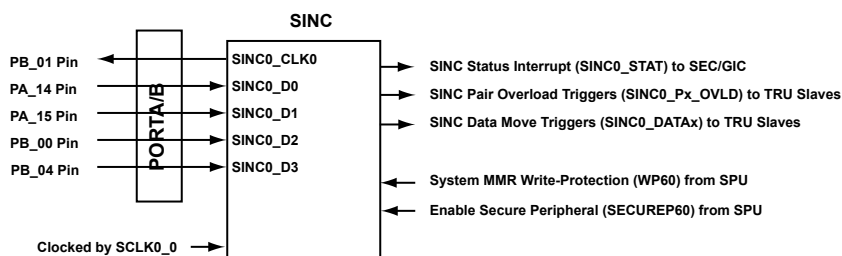 SINC
PORTA/B
PB_01 Pin
PA_14 Pin
PA_15 Pin
PB_00 Pin
PB_04 Pin
SINC0_CLK0
SINC0_D0
SINC0_D1
SINC0_D2
SINC0_D3
SINC Status Interrupt (SINC0_STAT) to SEC/GIC
SINC Pair Overload Triggers (SINC0_Px_OVLD) to TRU Slaves
SINC Data Move Triggers (SINC0_DATAx) to TRU Slaves
System MMR Write-Protection (WP60) from SPU
Enable Secure Peripheral (SECUREP60) from SPU
Clocked by SCLK0_0